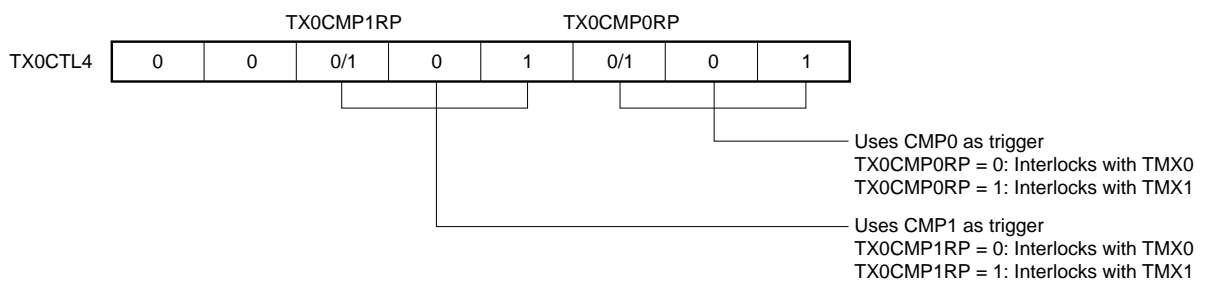 TX0CMP1RP TX0CMP0RP
TX0CTL4 0 0 0/1 0 1 0/1 0 1
Uses CMP0 as trigger
TX0CMP0RP = 0: Interlocks with TMX0
TX0CMP0RP = 1: Interlocks with TMX1
Uses CMP1 as trigger
TX0CMP1RP = 0: Interlocks with TMX0
TX0CMP1RP = 1: Interlocks with TMX1